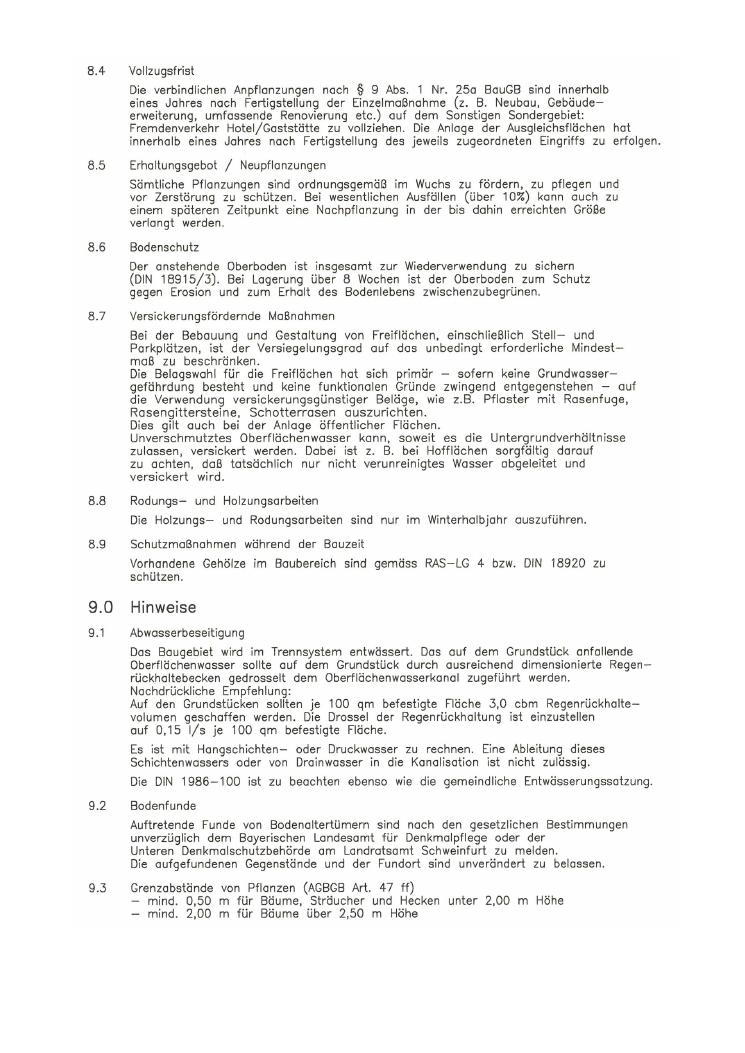 8.4 Vollzugsfrist
Die verbindlichen Anpflanzungen nach § 9 Abs. 1 Nr. 25a BauGB sind innerhalb
eines Jahres nach Fertigstellung der Einzelmaßnahme (z. B. Neubau, Gebäude–
erweiterung, umfassende Renovierung etc.) auf dem Sonstigen Sondergebiet:
Fremdenverkehr Hotel/Gaststätte zu vollziehen. Die Anlage der Ausgleichsflächen hat
innerhalb eines Jahres nach Fertigstellung des jeweils zugeordneten Eingriffs zu erfolgen.
8.5 Erhaltungsgebot / Neupflanzungen
Sämtliche Pflanzungen sind ordnungsgemäß im Wuchs zu fördern, zu pflegen und
vor Zerstörung zu schützen. Bei wesentlichen Ausfällen (über 10%) kann auch zu
einem späteren Zeitpunkt eine Nachpflanzung in der bis dahin erreichten Größe
verlangt werden.
8.6 Bodenschutz
Der anstehende Oberboden ist insgesamt zur Wiederverwendung zu sichern
(DIN 18915/3). Bei Lagerung über 8 Wochen ist der Oberboden zum Schutz
gegen Erosion und zum Erhalt des Bodenlebens zwischenzubegrünen.
8.7 Versickerungsfördernde Maßnahmen
Bei der Bebauung und Gestaltung von Freiflächen, einschließlich Stell– und
Parkplätzen, ist der Versiegelungsgrad auf das unbedingt erforderliche Mindest–
maß zu beschränken.
Die Belagswahl für die Freiflächen hat sich primär – sofern keine Grundwasser–
gefährdung besteht und keine funktionalen Gründe zwingend entgegenstehen – auf
die Verwendung versickerungsgünstiger Beläge, wie z.B. Pflaster mit Rasenfuge,
Rasengittersteine, Schotterrasen auszurichten.
Dies gilt auch bei der Anlage öffentlicher Flächen.
Unverschmutztes Oberflächenwasser kann, soweit es die Untergrundverhältnisse
zulassen, versickert werden. Dabei ist z. B. bei Hofflächen sorgfältig darauf
zu achten, daß tatsächlich nur nicht verunreinigtes Wasser abgeleitet und
versickert wird.
8.8 Rodungs– und Holzungsarbeiten
Die Holzungs– und Rodungsarbeiten sind nur im Winterhalbjahr auszuführen.
8.9 Schutzmaßnahmen während der Bauzeit
Vorhandene Gehölze im Baubereich sind gemäss RAS–LG 4 bzw. DIN 18920 zu
schützen.
9.0 Hinweise
9.1 Abwasserbeseitigung
Das Baugebiet wird im Trennsystem entwässert. Das auf dem Grundstück anfallende
Oberflächenwasser sollte auf dem Grundstück durch ausreichend dimensionierte Regen–
rückhaltebecken gedrosselt dem Oberflächenwasserkanal zugeführt werden.
Nachdrückliche Empfehlung:
Auf den Grundstücken sollten je 100 qm befestigte Fläche 3,0 cbm Regenrückhalte–
volumen geschaffen werden. Die Drossel der Regenrückhaltung ist einzustellen
auf 0,15 l/s je 100 qm befestigte Fläche.
Es ist mit Hangschichten– oder Druckwasser zu rechnen. Eine Ableitung dieses
Schichtenwassers oder von Drainwasser in die Kanalisation ist nicht zulässig.
Die DIN 1986–100 ist zu beachten ebenso wie die gemeindliche Entwässerungssatzung.
9.2 Bodenfunde
Auftretende Funde von Bodenaltertümern sind nach den gesetzlichen Bestimmungen
unverzüglich dem Bayerischen Landesamt für Denkmalpflege oder der
Unteren Denkmalschutzbehörde am Landratsamt Schweinfurt zu melden.
Die aufgefundenen Gegenstände und der Fundort sind unverändert zu belassen.
9.3 Grenzabstände von Pflanzen (AGBGB Art. 47 ff)
– mind. 0,50 m für Bäume, Sträucher und Hecken unter 2,00 m Höhe
– mind. 2,00 m für Bäume über 2,50 m Höhe